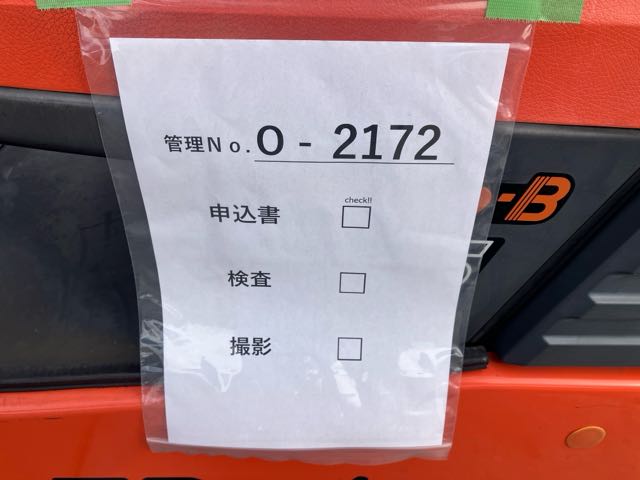 管理No. O - 2172
check!!
申込書 □
検査 □
撮影 □
-B